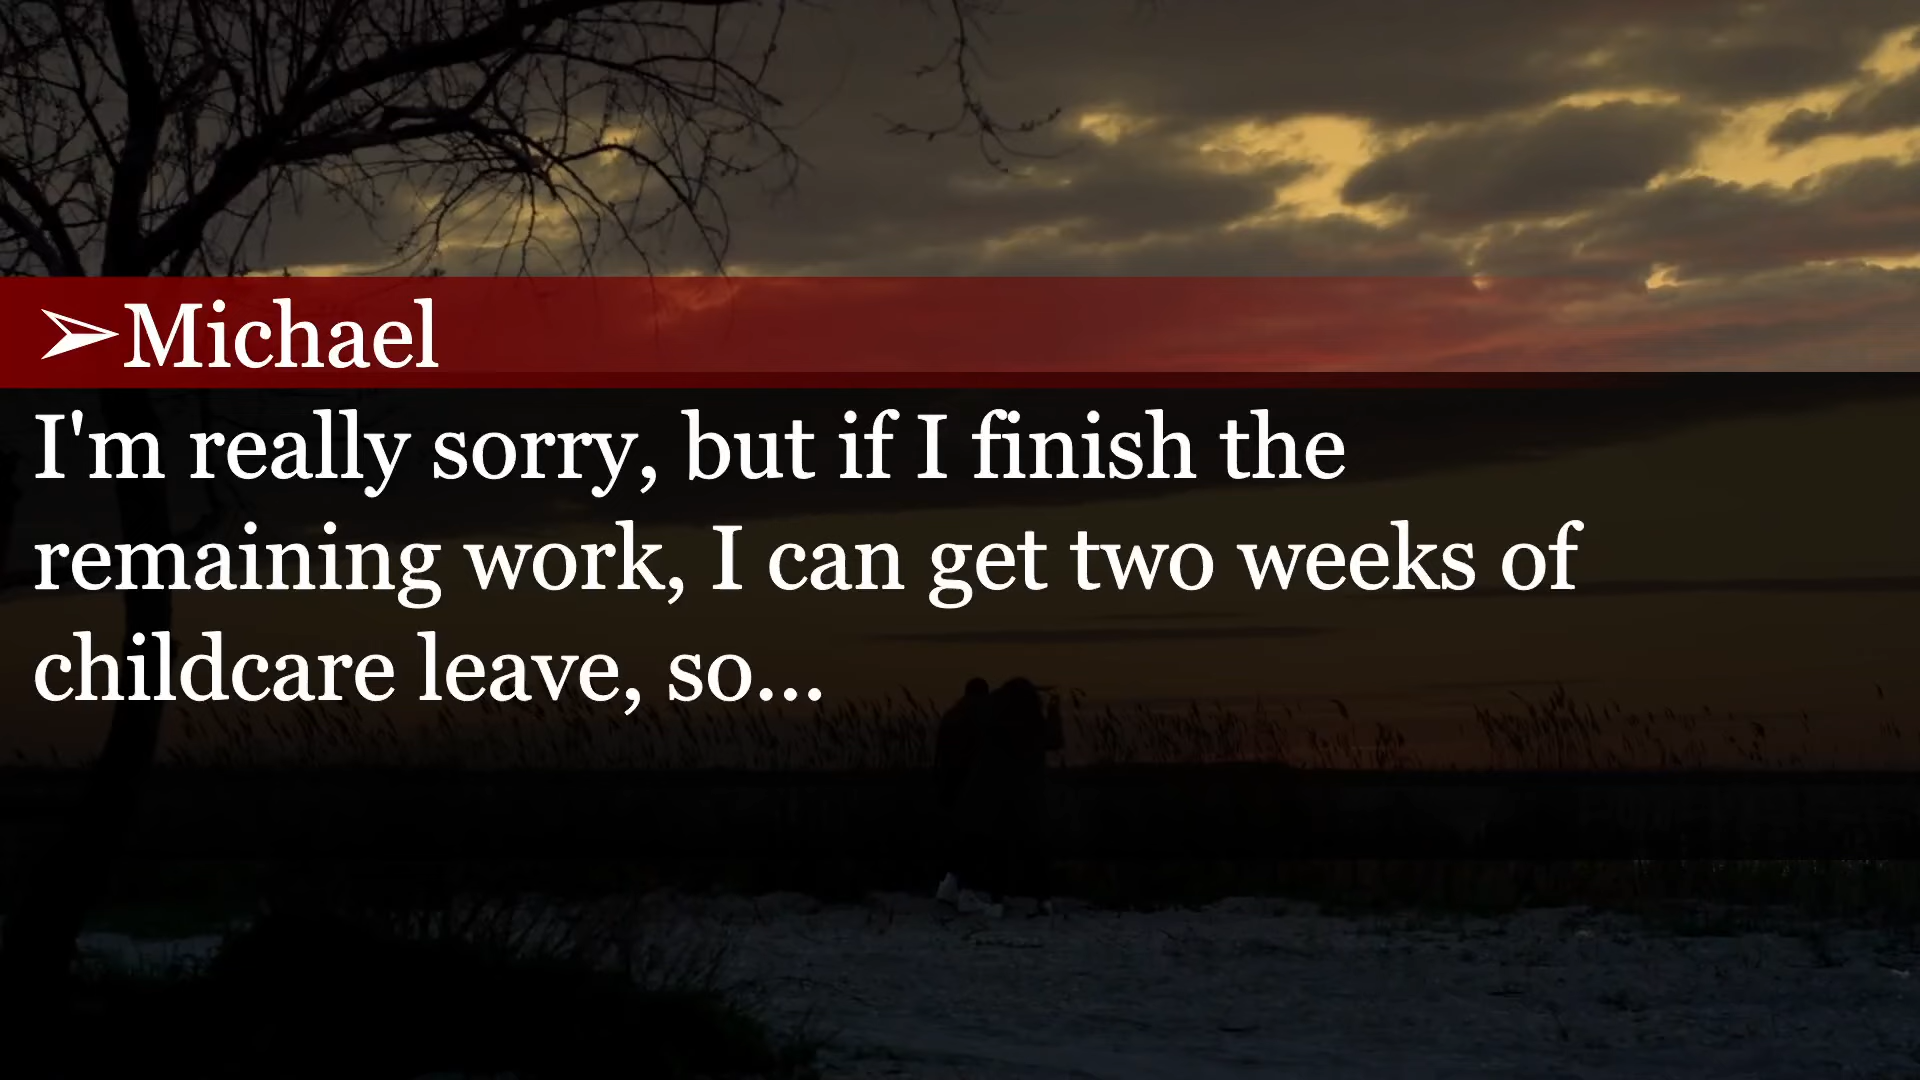 ➢Michael
I'm really sorry, but if I finish the
remaining work, I can get two weeks of
childcare leave, so...